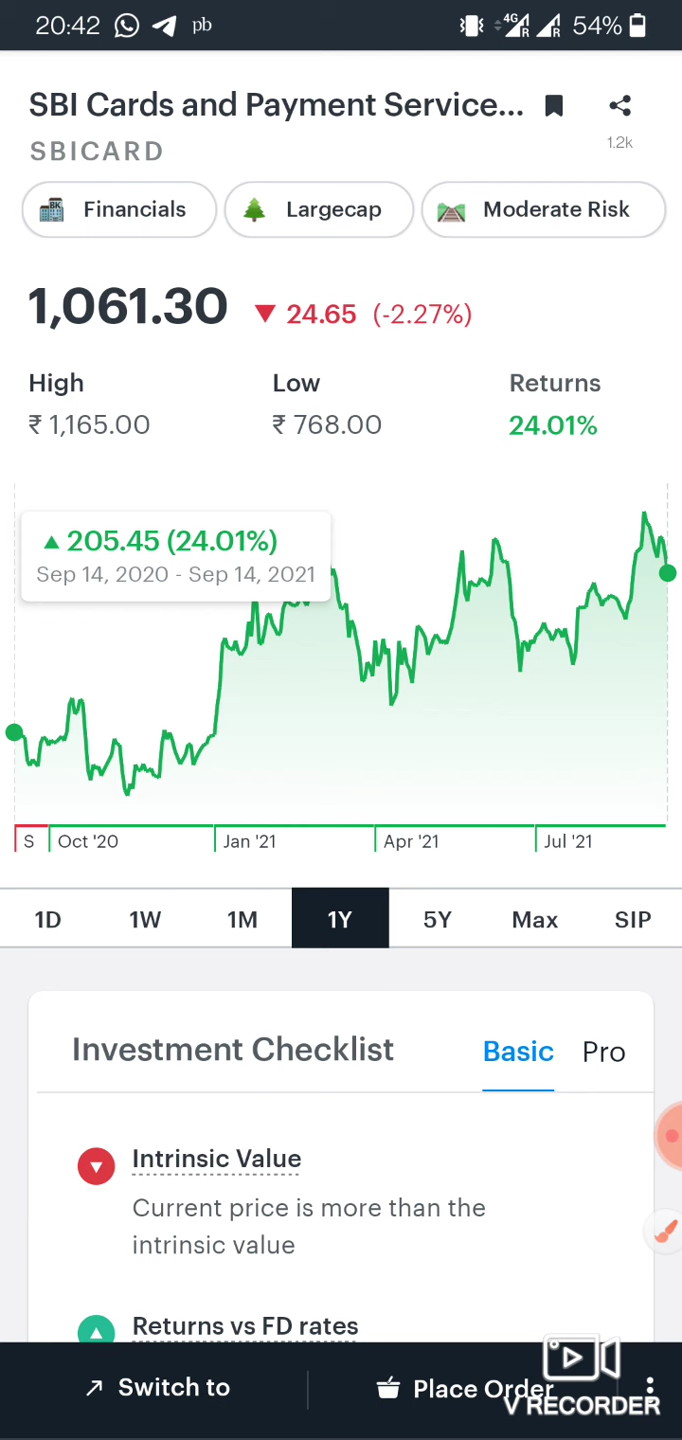 20:42 pb 4G R R 54%
SBI Cards and Payment Service...
SBICARD
1.2k
BK Financials Largecap Moderate Risk
1,061.30 ▼ 24.65 (-2.27%)
High Low Returns
₹ 1,165.00 ₹ 768.00 24.01%
▲ 205.45 (24.01%)
Sep 14, 2020 - Sep 14, 2021
S Oct '20 Jan '21 Apr '21 Jul '21
1D 1W 1M 1Y 5Y Max SIP
Investment Checklist Basic Pro
Intrinsic Value
Current price is more than the
intrinsic value
Returns vs FD rates
Switch to Place Order
V RECORDER